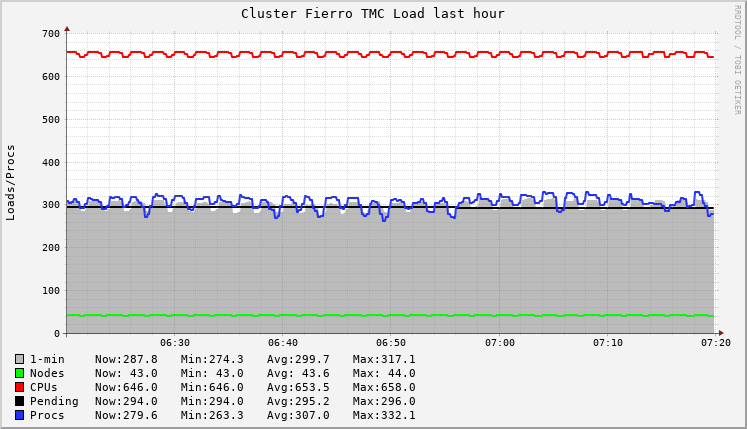 Cluster Fierro TMC Load last hour
RRDTOOL / TOBI OETIKER
Loads/Procs
700
600
500
400
300
200
100
0
06:30 06:40 06:50 07:00 07:10 07:20
1-min Now:287.8 Min:274.3 Avg:299.7 Max:317.1
Nodes Now: 43.0 Min: 43.0 Avg: 43.6 Max: 44.0
CPUs Now:646.0 Min:646.0 Avg:653.5 Max:658.0
Pending Now:294.0 Min:294.0 Avg:295.2 Max:296.0
Procs Now:279.6 Min:263.3 Avg:307.0 Max:332.1